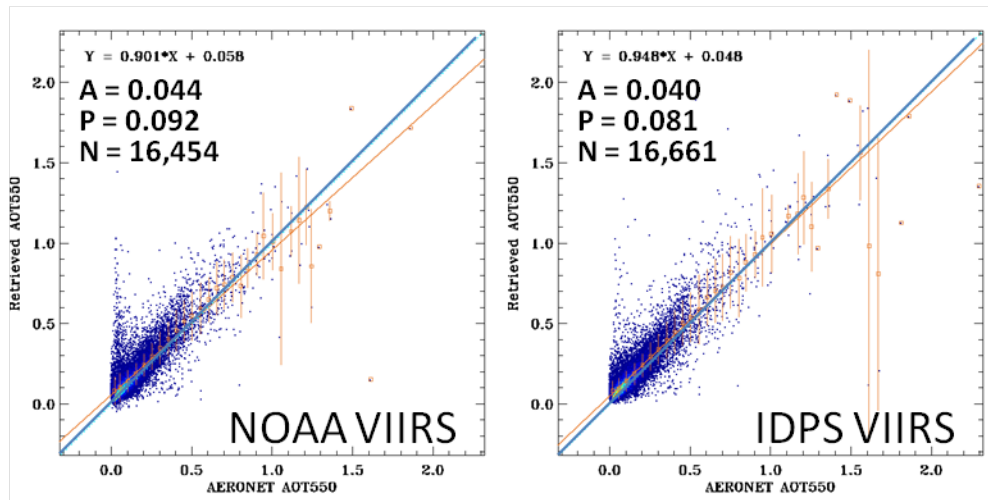 Y = 0.901*X + 0.058
A = 0.044
P = 0.092
N = 16,454
2.0
1.5
1.0
0.5
0.0
Retrieved AOT550
NOAA VIIRS
0.0 0.5 1.0 1.5 2.0
AERONET AOT550
Y = 0.948*X + 0.048
A = 0.040
P = 0.081
N = 16,661
2.0
1.5
1.0
0.5
0.0
Retrieved AOT550
IDPS VIIRS
0.0 0.5 1.0 1.5 2.0
AERONET AOT550